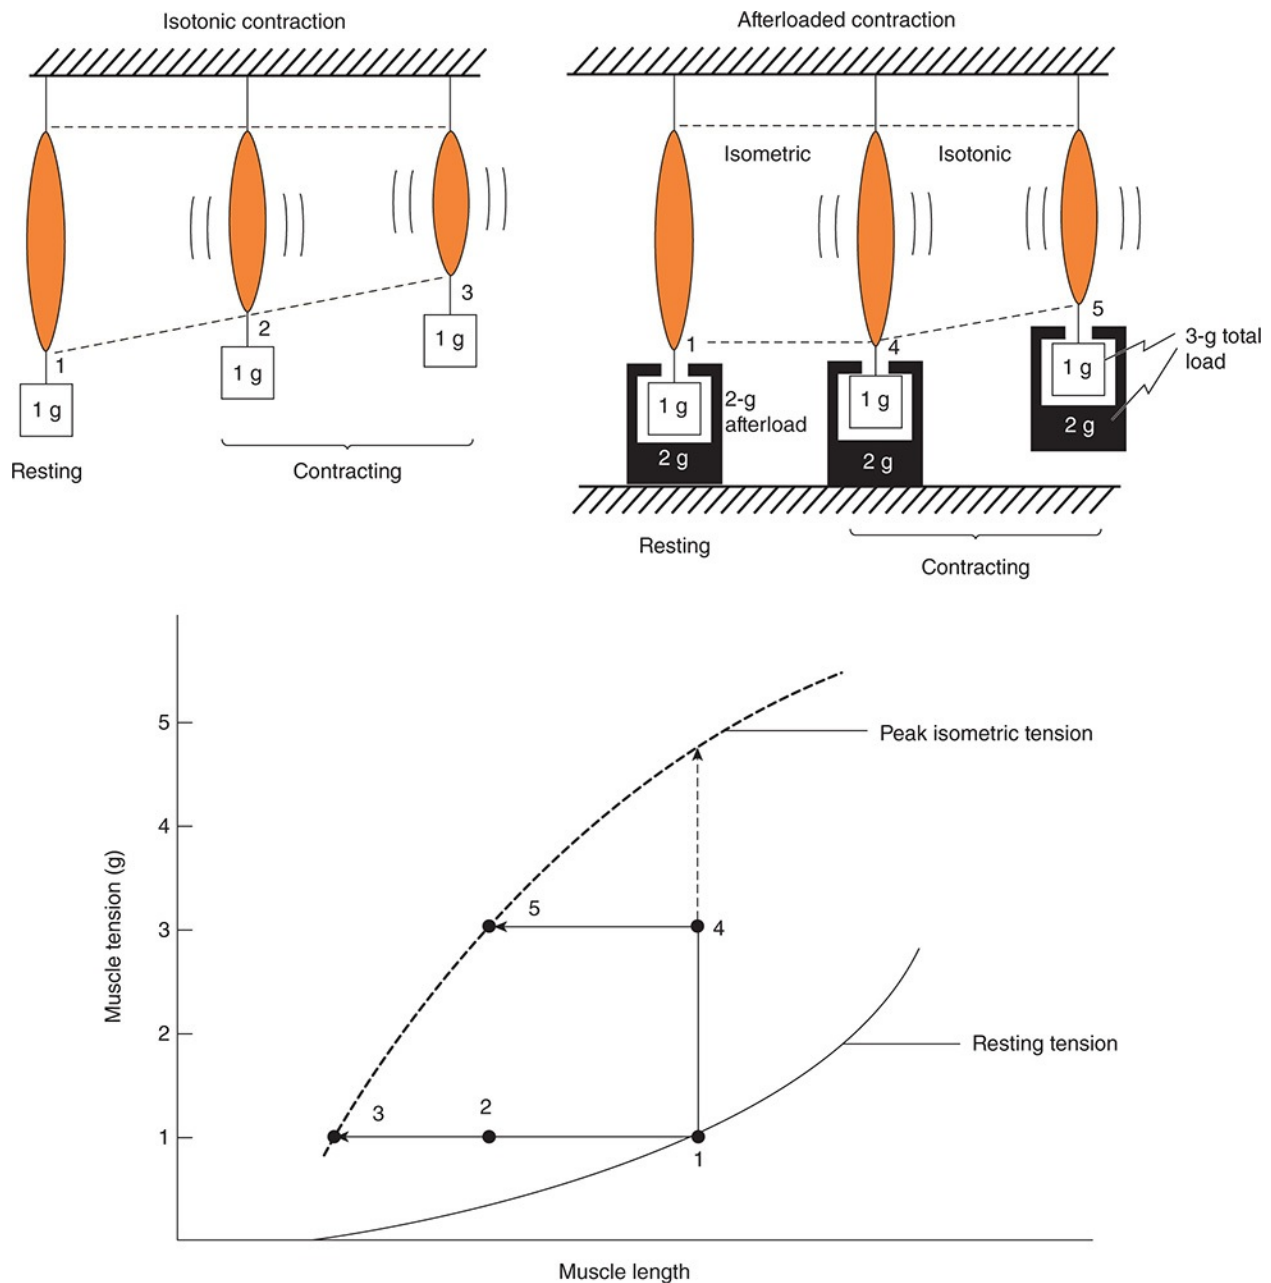 Isotonic contraction
1
1 g
2
1 g
3
1 g
Resting
Contracting
Afterloaded contraction
Isometric
Isotonic
1
1 g
2 g
2-g
afterload
4
1 g
2 g
5
1 g
2 g
3-g total
load
Resting
Contracting
Muscle tension (g)
5
4
3
2
1
Peak isometric tension
5
4
Resting tension
3
2
1
Muscle length